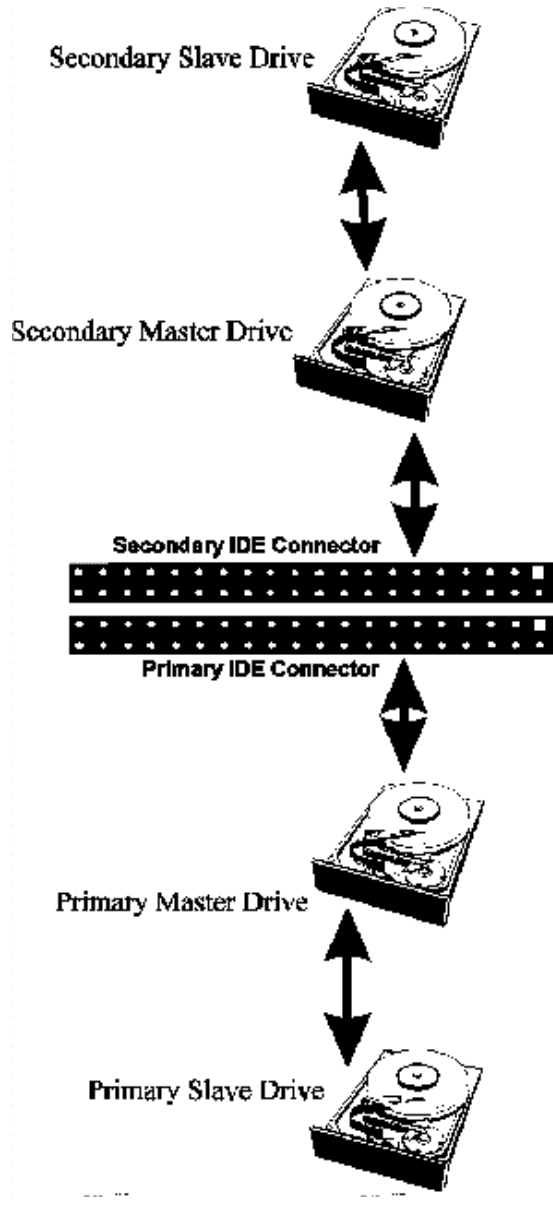 Secondary Slave Drive
Secondary Master Drive
Secondary IDE Connector
Primary IDE Connector
Primary Master Drive
Primary Slave Drive